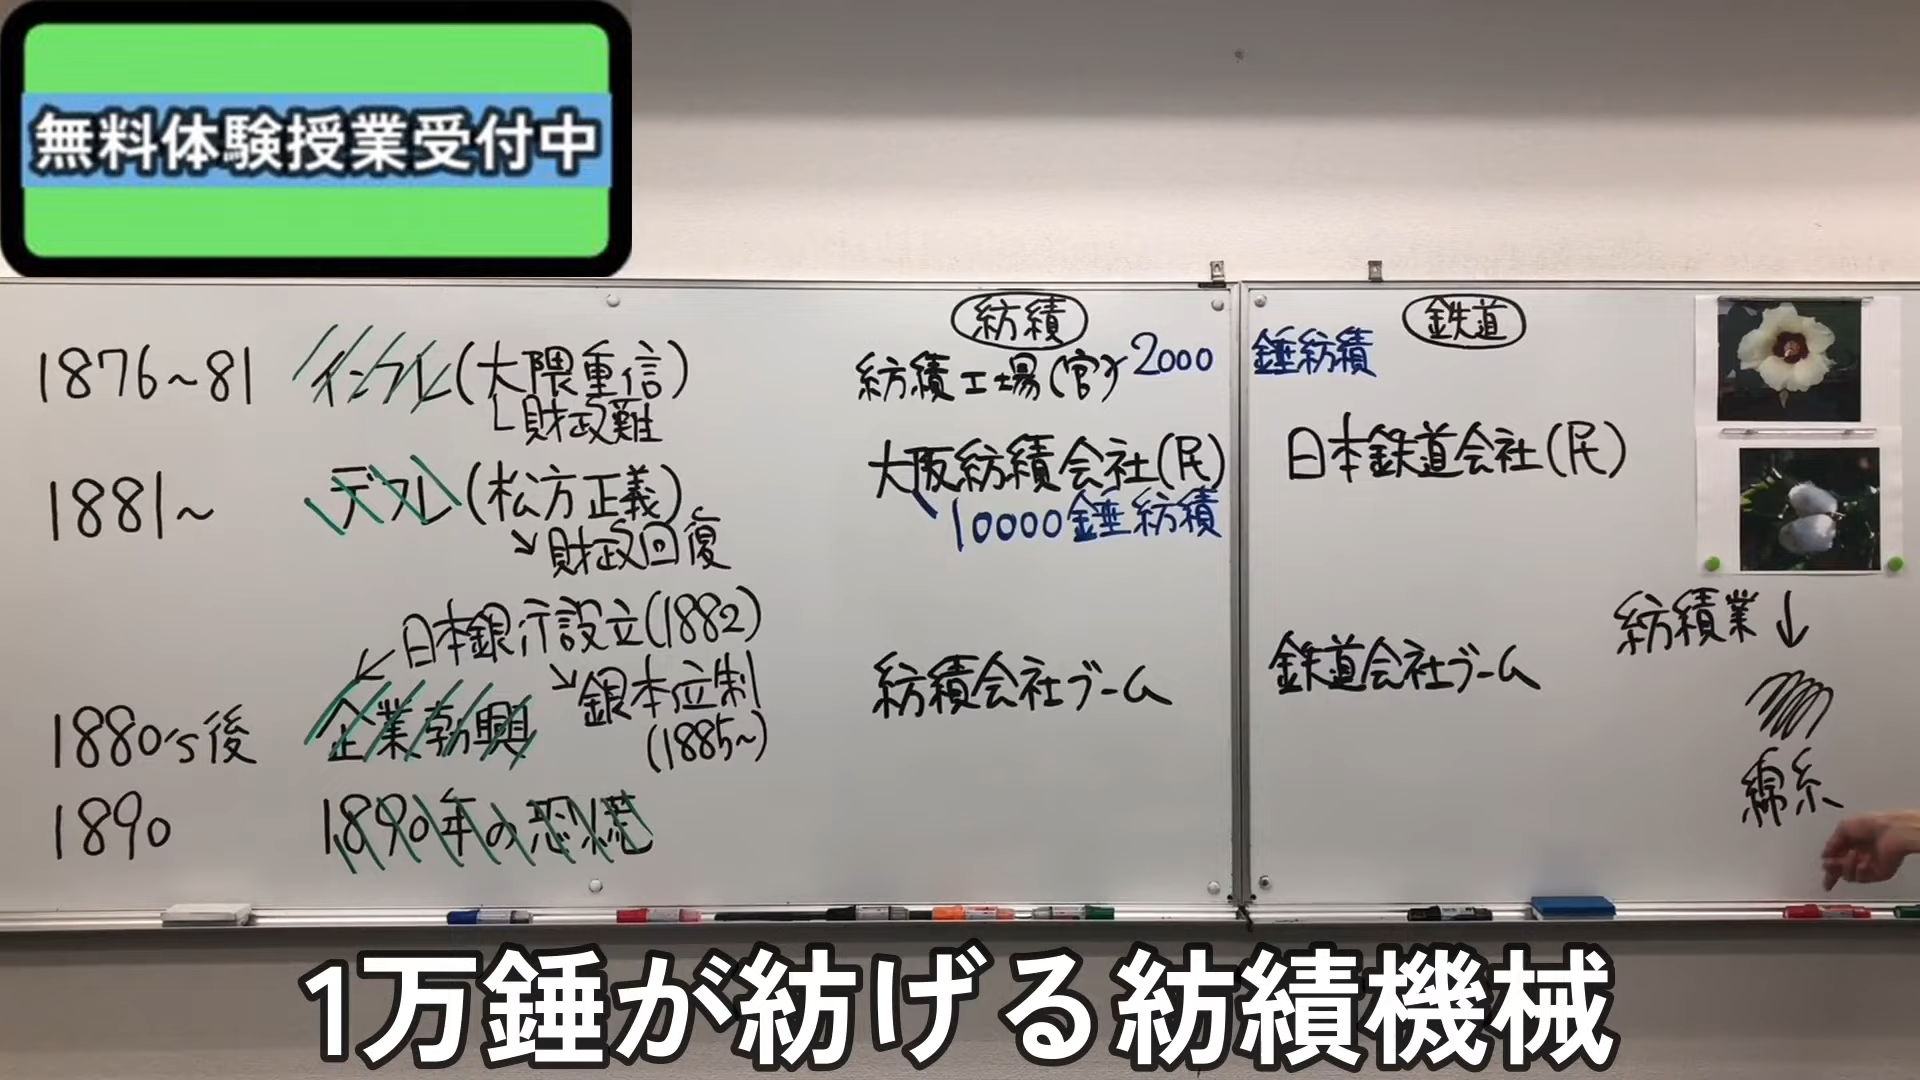 無料体験授業受付中
1876~81
インフレ(大隈重信)
財政難
1881~
デフレ(松方正義)
財政回復
日本銀行設立(1882)
銀本位制
(1885~)
1880's後
企業勃興
1890
1890年の恐慌
紡績
紡績工場(官)
2000錘紡績
大阪紡績会社(民)
10000錘紡績
紡績会社ブーム
鉄道
日本鉄道会社(民)
鉄道会社ブーム
紡績業
綿糸
1万錘が紡げる紡績機械